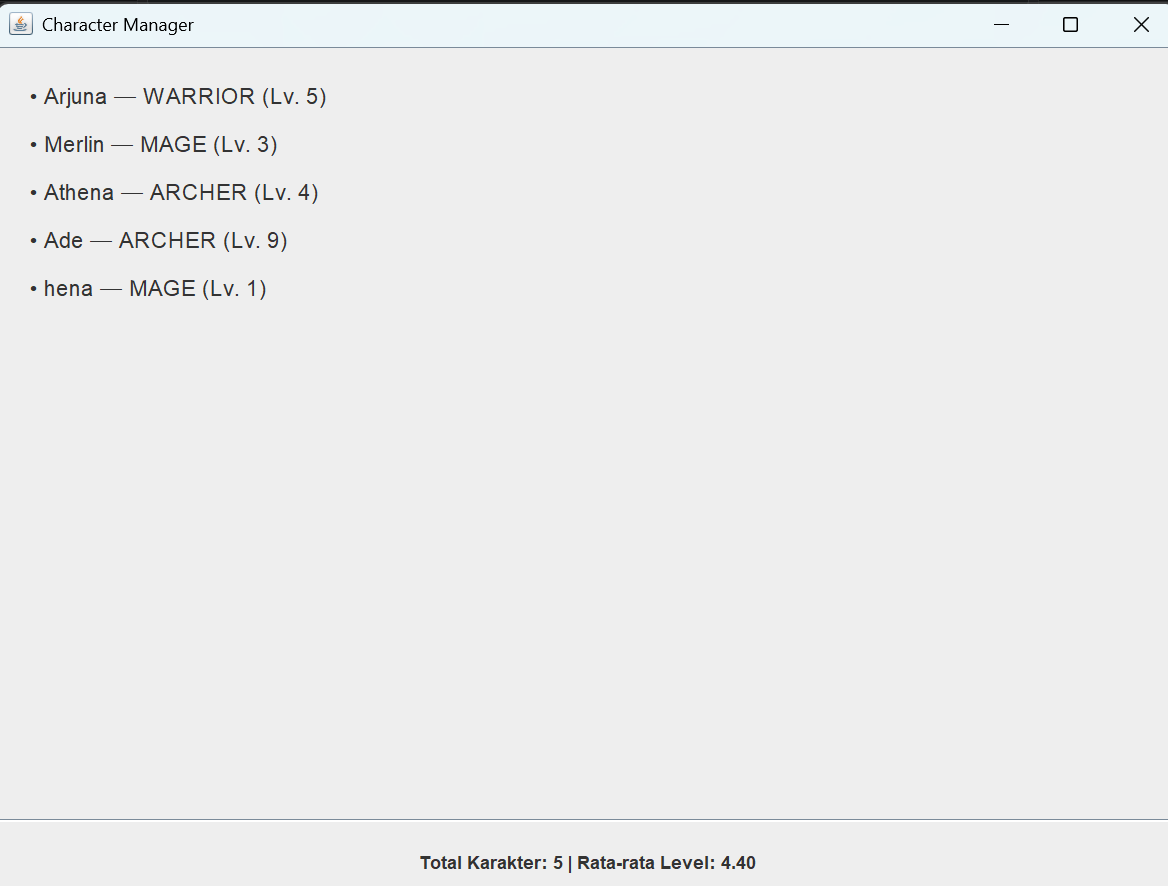 Character Manager
• Arjuna — WARRIOR (Lv. 5)
• Merlin — MAGE (Lv. 3)
• Athena — ARCHER (Lv. 4)
• Ade — ARCHER (Lv. 9)
• hena — MAGE (Lv. 1)
Total Karakter: 5 | Rata-rata Level: 4.40